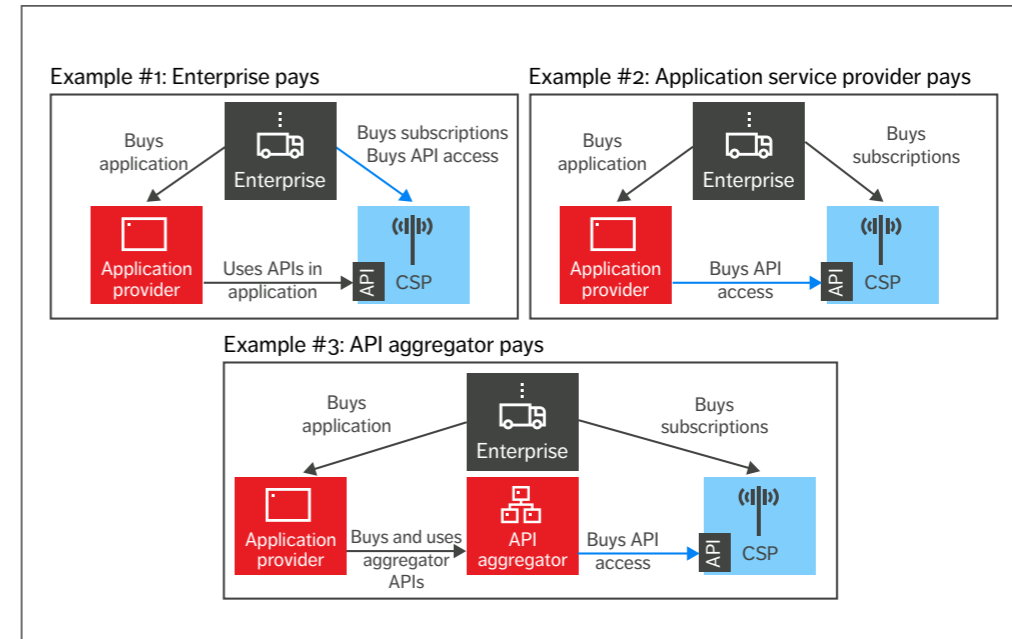 Example #1: Enterprise pays
Buys
application
Enterprise
Buys subscriptions
Buys API access
Application
provider
Uses APIs in
application
API
CSP
Example #2: Application service provider pays
Buys
application
Enterprise
Buys
subscriptions
Application
provider
Buys API
access
API
CSP
Example #3: API aggregator pays
Buys
application
Enterprise
Buys
subscriptions
Application
provider
Buys and uses
aggregator
APIs
API
aggregator
Buys API
access
API
CSP